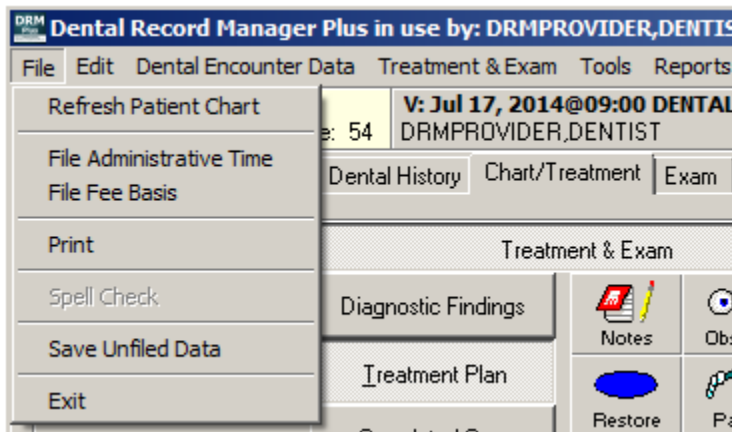 DRM
Plus
Dental Record Manager Plus in use by: DRMPROVIDER,DENTIS
File Edit Dental Encounter Data Treatment & Exam Tools Reports
Refresh Patient Chart
File Administrative Time
File Fee Basis
Print
Spell Check
Save Unfiled Data
Exit
e: 54
V: Jul 17, 2014@09:00 DENTAL
DRMPROVIDER,DENTIST
Dental History Chart/Treatment Exam
Treatment & Exam
Diagnostic Findings
Treatment Plan
Notes
Obs
Restore
Pa